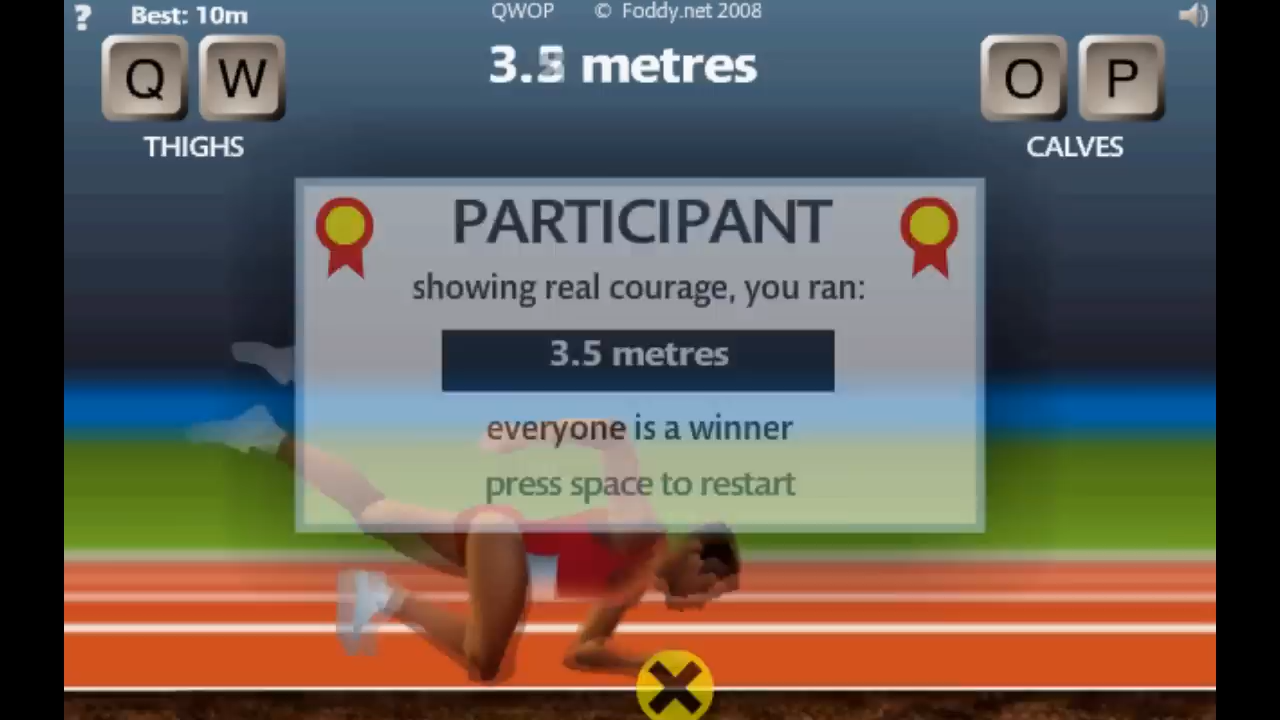 ? Best: 10m
QWOP © Foddy.net 2008
3.5 metres
Q W
O P
THIGHS
CALVES
PARTICIPANT
showing real courage, you ran:
3.5 metres
everyone is a winner
press space to restart